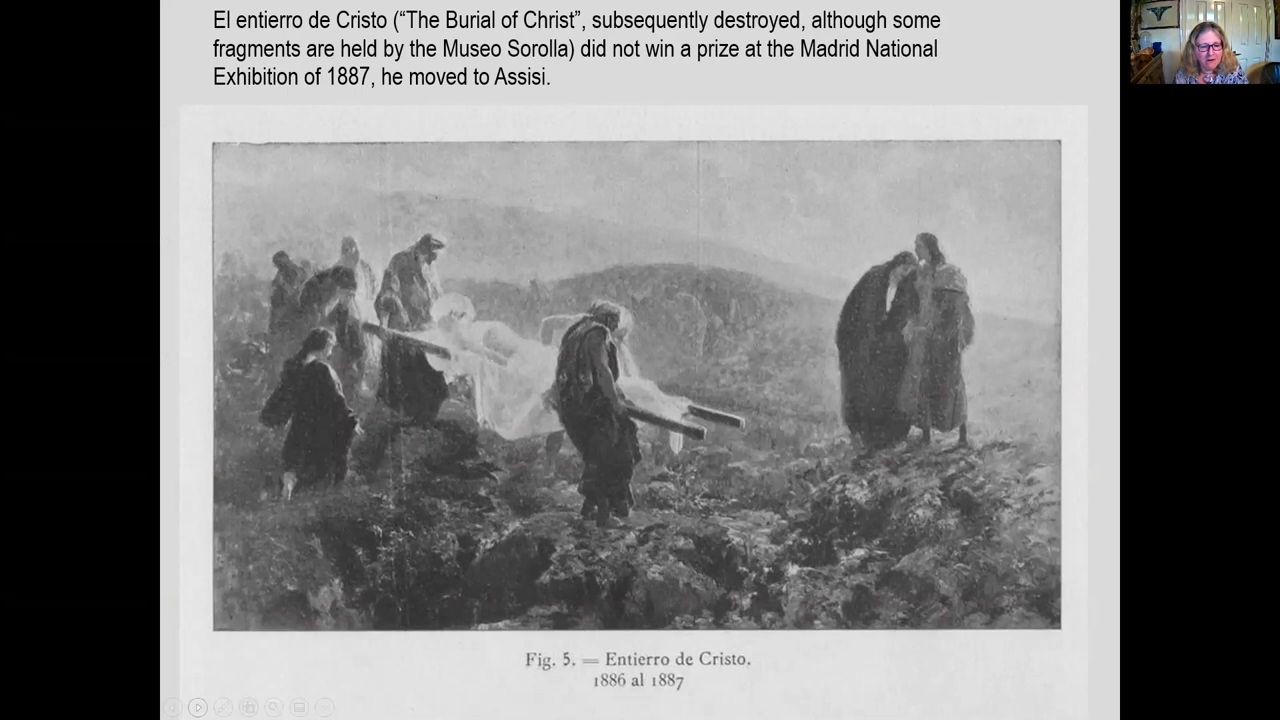 El entierro de Cristo (“The Burial of Christ”, subsequently destroyed, although some
fragments are held by the Museo Sorolla) did not win a prize at the Madrid National
Exhibition of 1887, he moved to Assisi.
Fig. 5. — Entierro de Cristo.
1886 al 1887